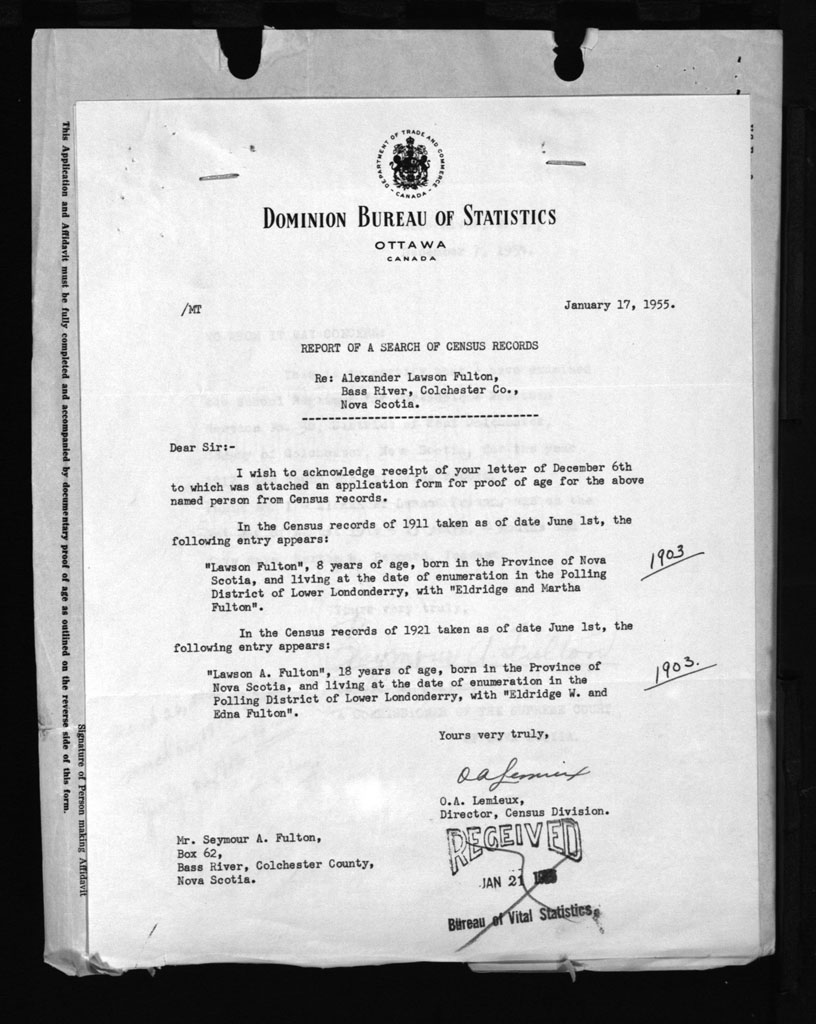 DEPARTMENT OF TRADE AND COMMERCE
CANADA
DOMINION BUREAU OF STATISTICS
OTTAWA
CANADA
/MT
January 17, 1955.
REPORT OF A SEARCH OF CENSUS RECORDS
Re: Alexander Lawson Fulton,
Bass River, Colchester Co.,
Nova Scotia.
----------------------------------------
Dear Sir:-
I wish to acknowledge receipt of your letter of December 6th
to which was attached an application form for proof of age for the above
named person from Census records.
In the Census records of 1911 taken as of date June 1st, the
following entry appears:
"Lawson Fulton", 8 years of age, born in the Province of Nova
Scotia, and living at the date of enumeration in the Polling
District of Lower Londonderry, with "Eldridge and Martha
Fulton".
1903
In the Census records of 1921 taken as of date June 1st, the
following entry appears:
"Lawson A. Fulton", 18 years of age, born in the Province of
Nova Scotia, and living at the date of enumeration in the
Polling District of Lower Londonderry, with "Eldridge W. and
Edna Fulton".
1903.
Yours very truly,
O A Lemieux
O.A. Lemieux,
Director, Census Division.
Mr. Seymour A. Fulton,
Box 62,
Bass River, Colchester County,
Nova Scotia.
RECEIVED
JAN 21
Bureau of Vital Statistics
This Application and Affidavit must be fully completed and accompanied by documentary proof of age as outlined on the reverse side of this form.
Signature of Person making Affidavit